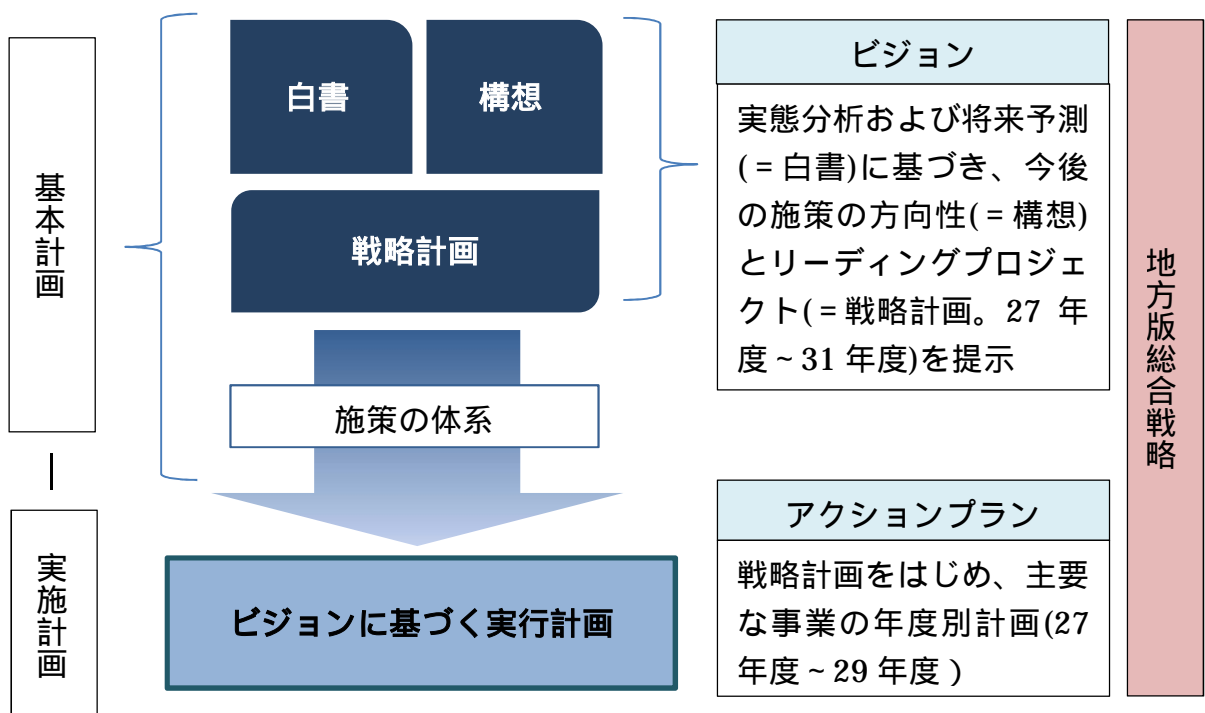 基本計画
実施計画
白書
構想
戦略計画
施策の体系
ビジョンに基づく実行計画
ビジョン
実態分析および将来予測
(=白書)に基づき、今後
の施策の方向性(=構想)
とリーディングプロジェ
クト(=戦略計画。27 年
度~31 年度)を提示
アクションプラン
戦略計画をはじめ、主要
な事業の年度別計画(27
年度~29 年度)
地方版総合戦略